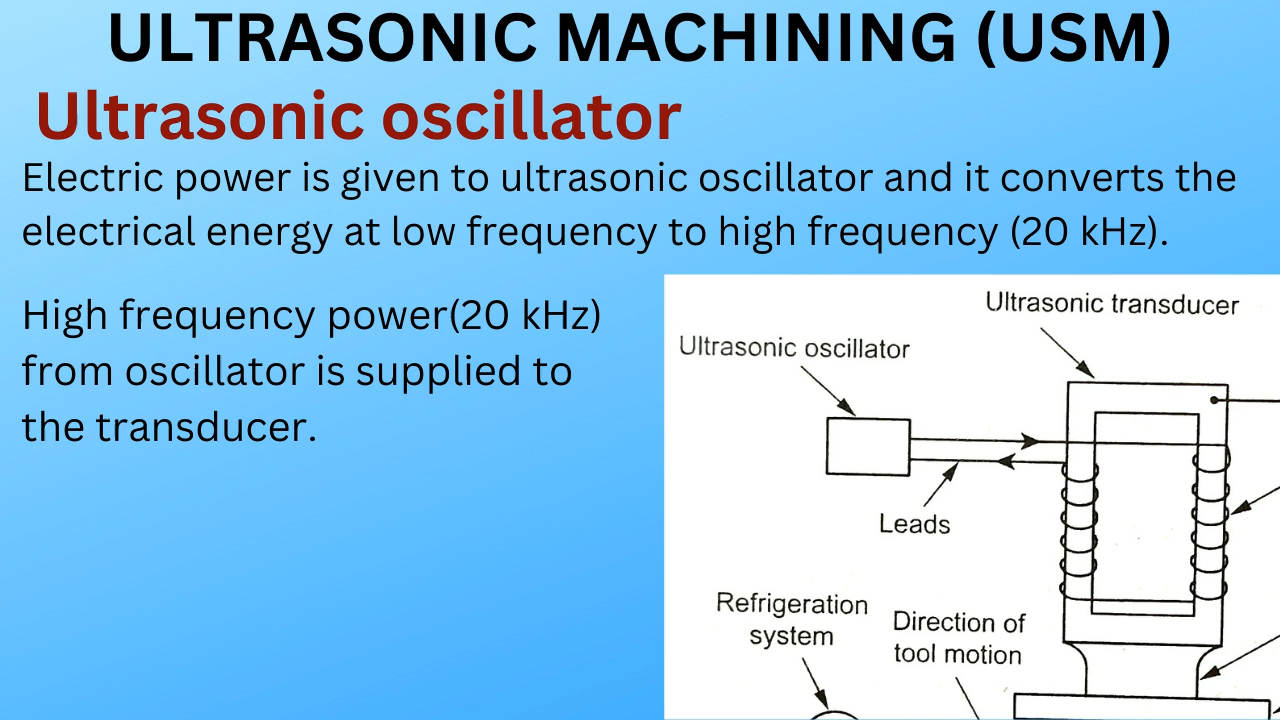 ULTRASONIC MACHINING (USM)
Ultrasonic oscillator
Electric power is given to ultrasonic oscillator and it converts the
electrical energy at low frequency to high frequency (20 kHz).
High frequency power(20 kHz)
from oscillator is supplied to
the transducer.
Ultrasonic transducer
Ultrasonic oscillator
Leads
Refrigeration
system
Direction of
tool motion